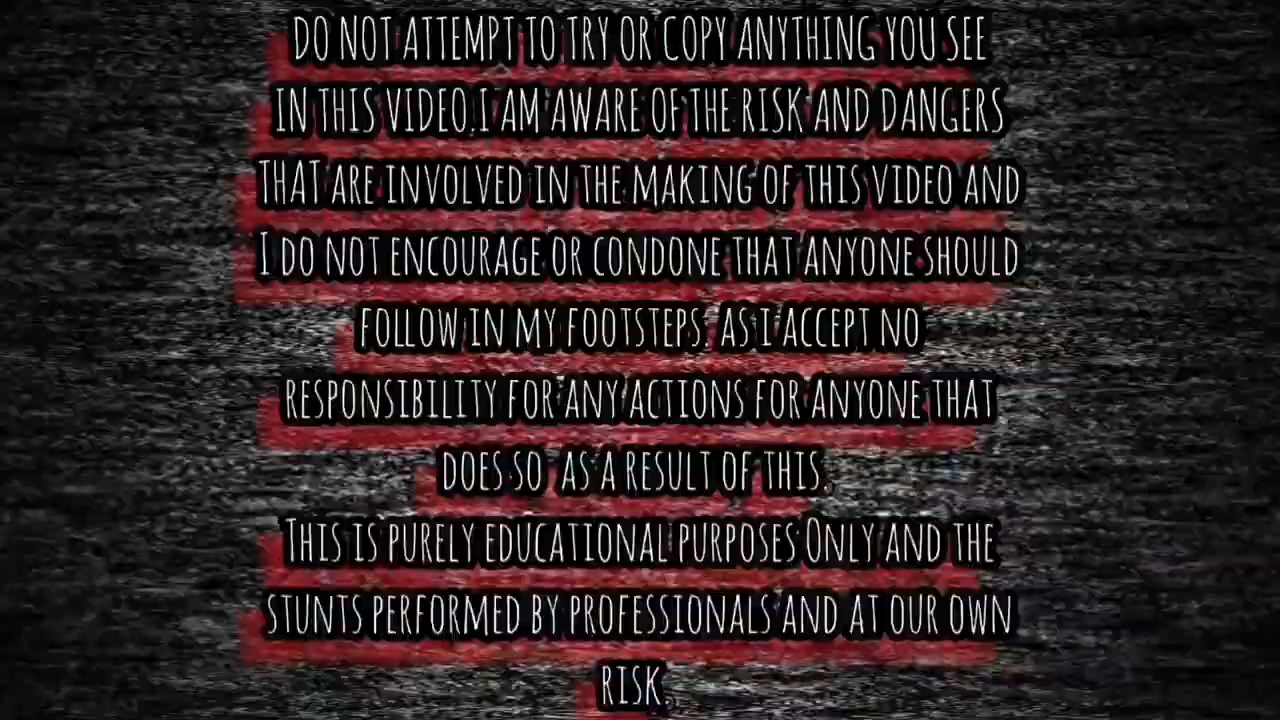 DO NOT ATTEMPT TO TRY OR COPY ANYTHING YOU SEE
IN THIS VIDEO,I AM AWARE OF THE RISK AND DANGERS
THAT ARE INVOLVED IN THE MAKING OF THIS VIDEO AND
I DO NOT ENCOURAGE OR CONDONE THAT ANYONE SHOULD
FOLLOW IN MY FOOTSTEPS. AS I ACCEPT NO
RESPONSIBILITY FOR ANY ACTIONS FOR ANYONE THAT
DOES SO AS A RESULT OF THIS.
THIS IS PURELY EDUCATIONAL PURPOSES ONLY AND THE
STUNTS PERFORMED BY PROFESSIONALS AND AT OUR OWN
RISK.